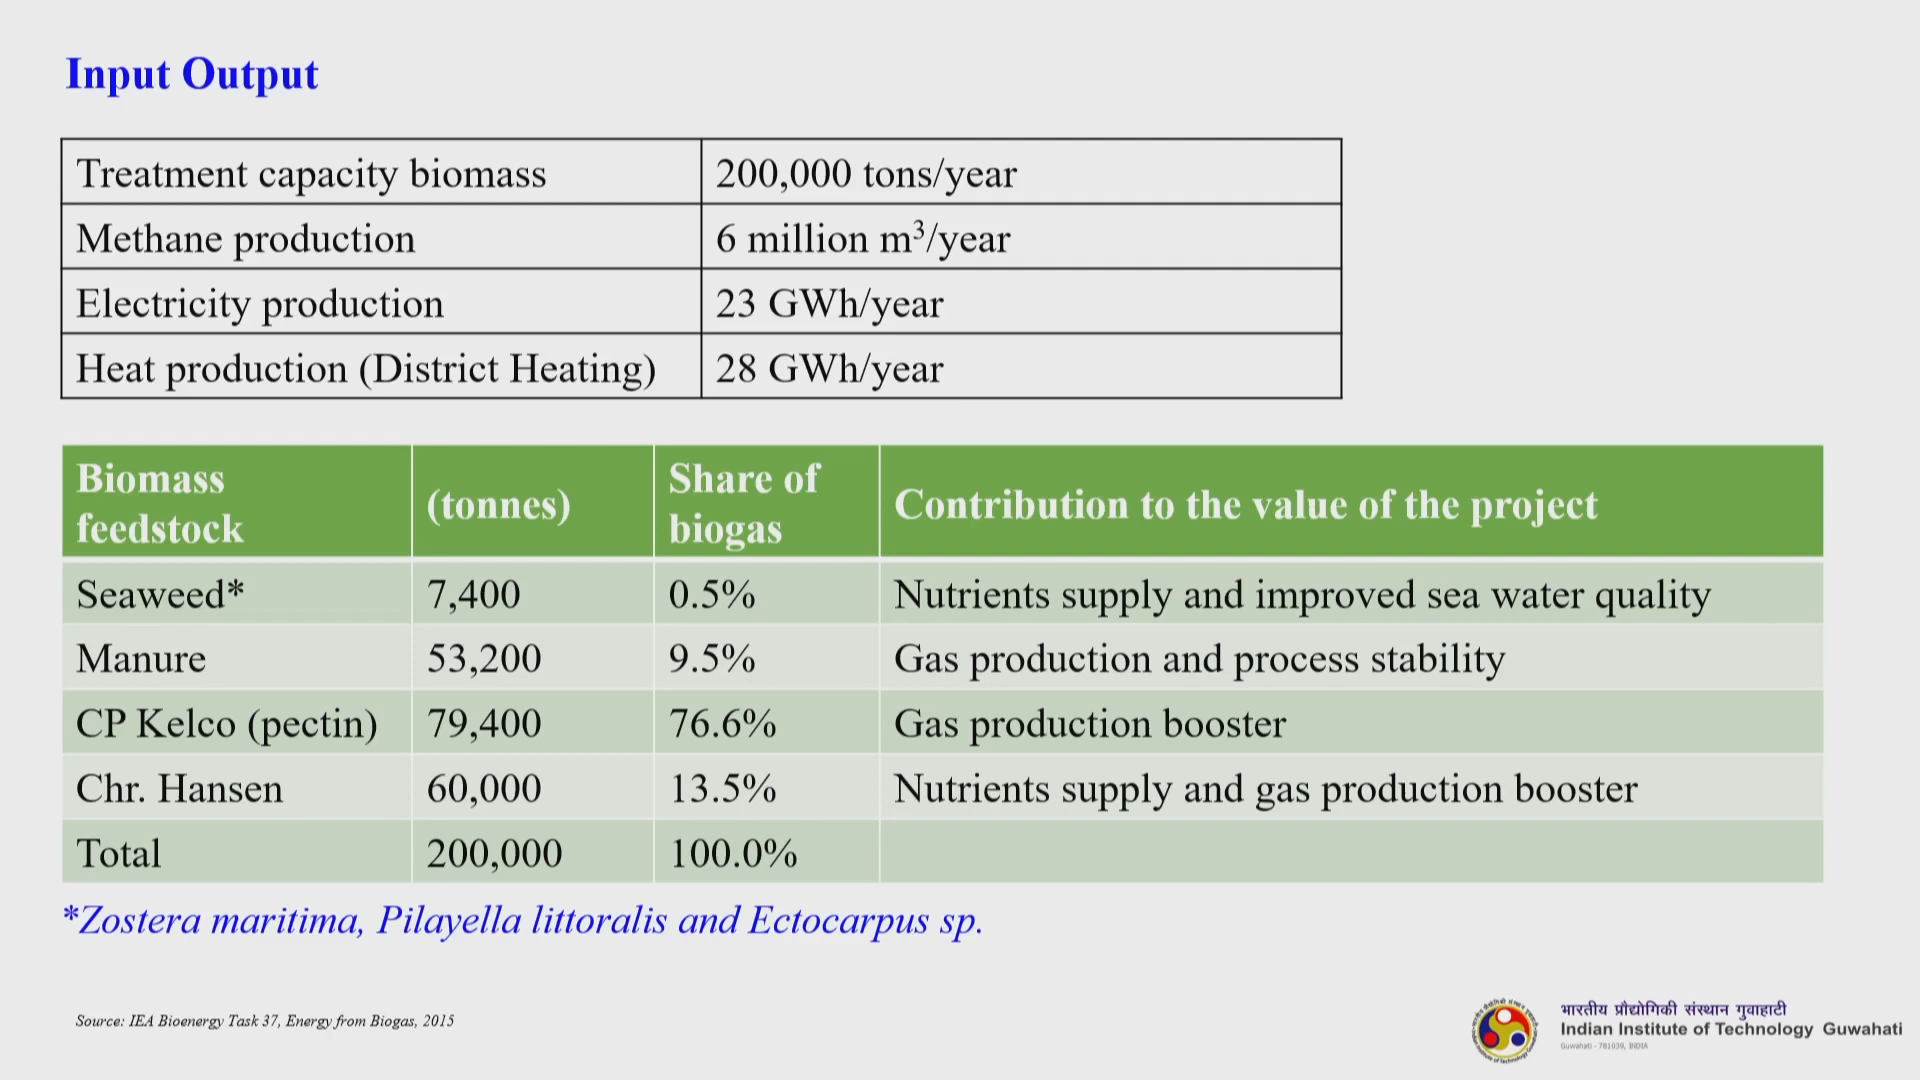 Input Output
Treatment capacity biomass 200,000 tons/year
Methane production 6 million m³/year
Electricity production 23 GWh/year
Heat production (District Heating) 28 GWh/year
Biomass feedstock (tonnes) Share of biogas Contribution to the value of the project
Seaweed* 7,400 0.5% Nutrients supply and improved sea water quality
Manure 53,200 9.5% Gas production and process stability
CP Kelco (pectin) 79,400 76.6% Gas production booster
Chr. Hansen 60,000 13.5% Nutrients supply and gas production booster
Total 200,000 100.0%
*Zostera maritima, Pilayella littoralis and Ectocarpus sp.
Source: IEA Bioenergy Task 37, Energy from Biogas, 2015
भारतीय प्रौद्योगिकी संस्थान गुवाहाटी
Indian Institute of Technology Guwahati
Guwahati - 781039, INDIA